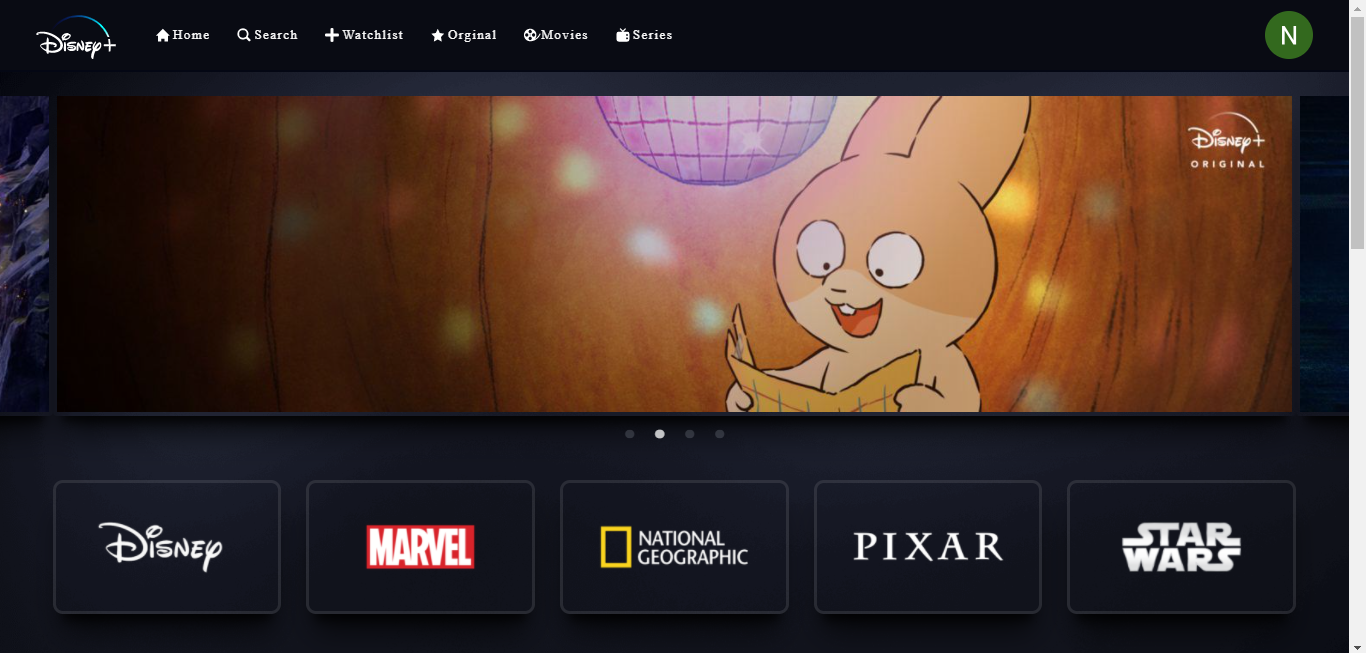 Disney+
Home
Search
Watchlist
Orginal
Movies
Series
N
Disney+
ORIGINAL
Disney
MARVEL
NATIONAL
GEOGRAPHIC
PIXAR
STAR
WARS